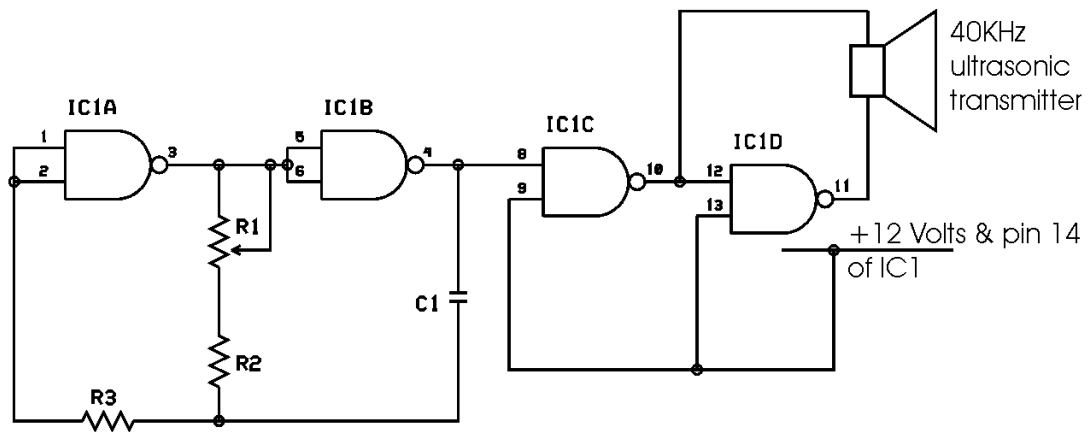 40KHz
ultrasonic
transmitter
IC1A
IC1B
IC1C
IC1D
1
2
3
5
6
4
8
9
10
12
13
11
R1
+12 Volts & pin 14
of IC1
C1
R2
R3